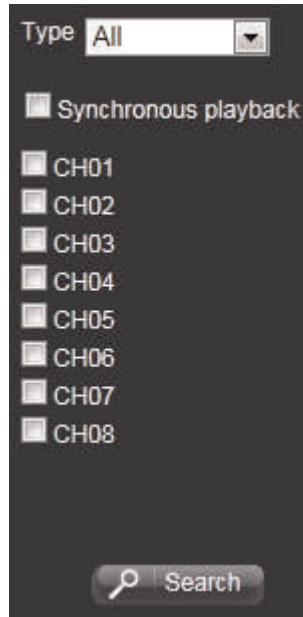 Type All
Synchronous playback
CH01
CH02
CH03
CH04
CH05
CH06
CH07
CH08
Search